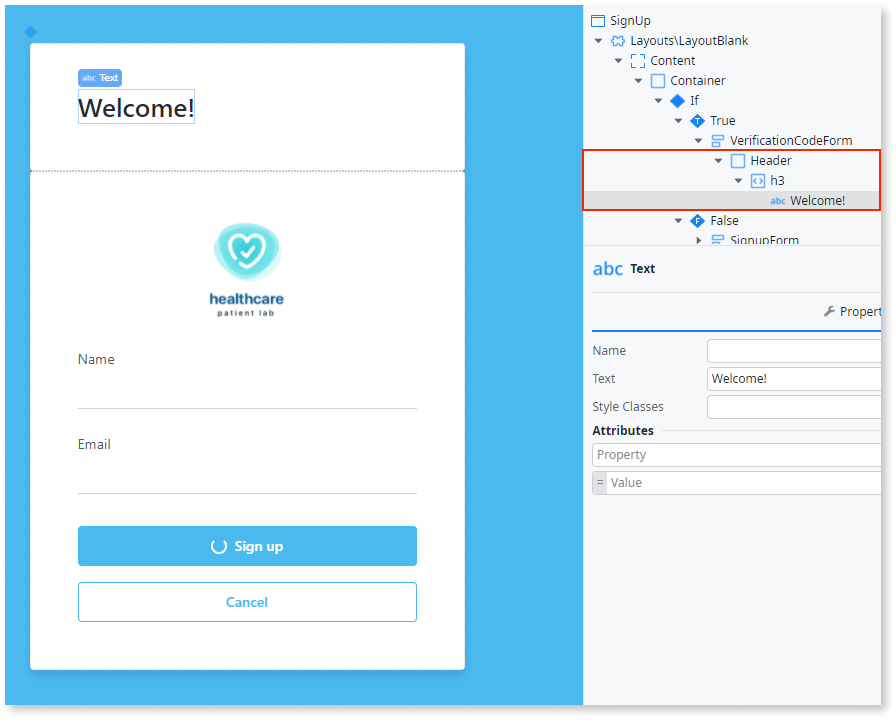 abc Text
Welcome!
healthcare
patient lab
Name
Email
Sign up
Cancel
SignUp
Layouts\LayoutBlank
Content
Container
If
T True
VerificationCodeForm
Header
h3
abc Welcome!
F False
SignupForm
abc Text
Propert
Name
Text Welcome!
Style Classes
Attributes
Property
= Value